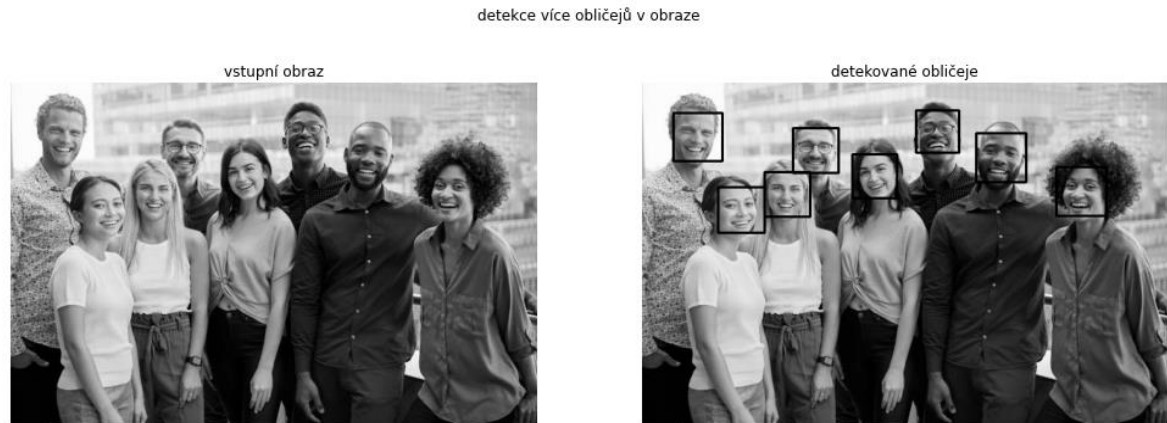 detekce více obličejů v obraze
vstupní obraz
detekované obličeje